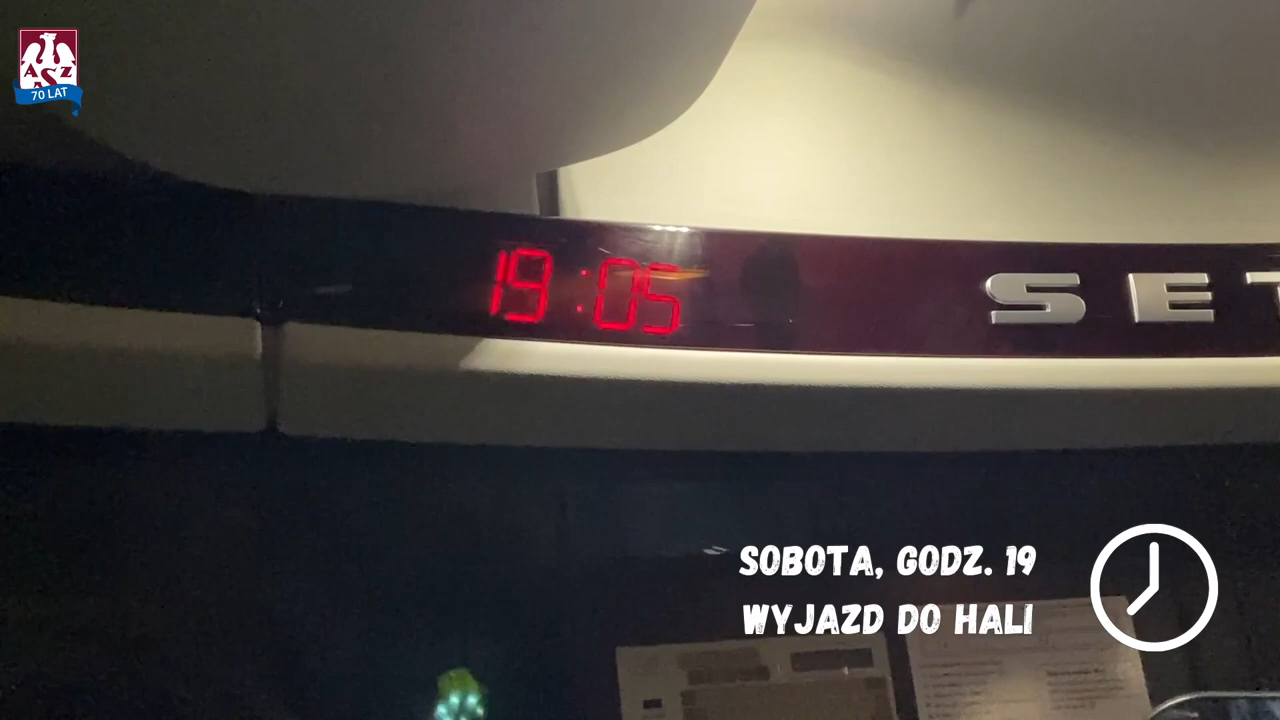 AZS
70 LAT
19:05
SET
SOBOTA, GODZ. 19
WYJAZD DO HALI